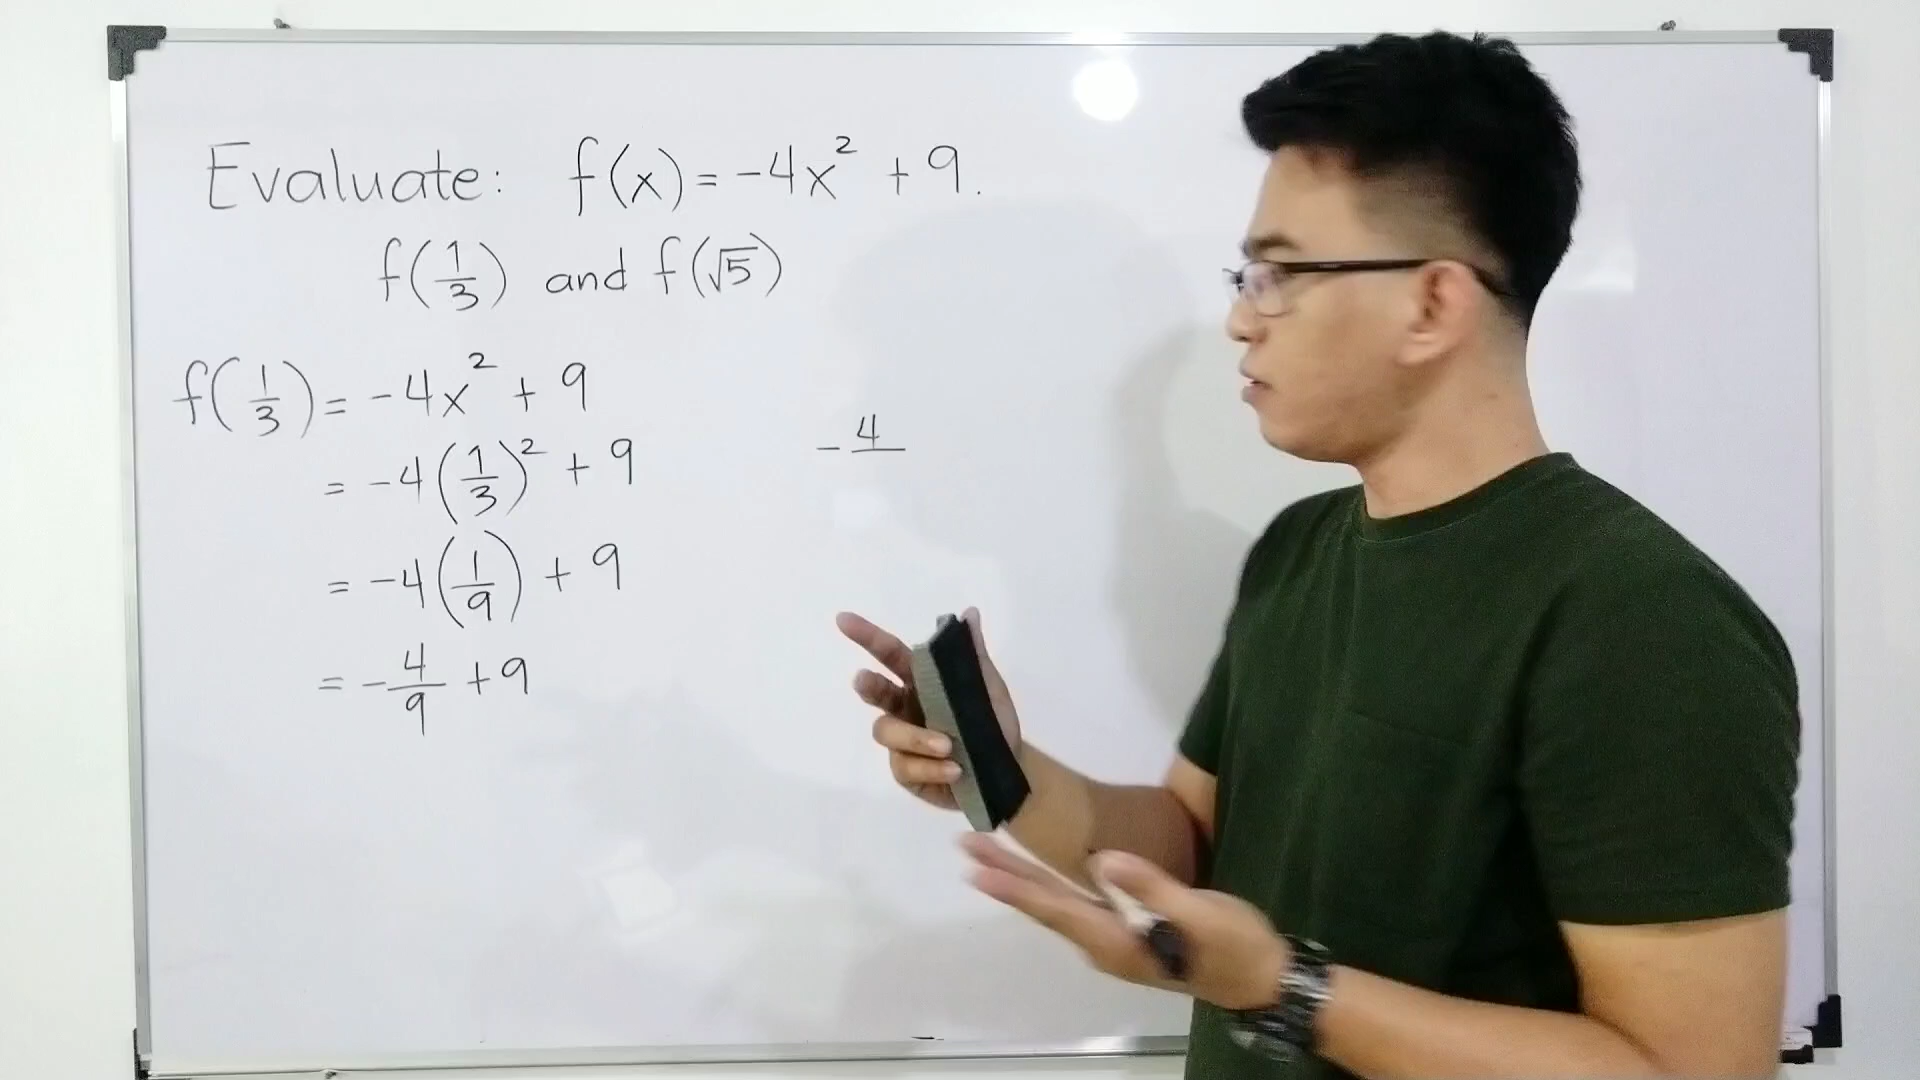 Evaluate: f(x) = -4x² + 9.
f(1/3) and f(√5)
f(1/3) = -4x² + 9
= -4(1/3)² + 9
= -4(1/9) + 9
= -4/9 + 9
- 4